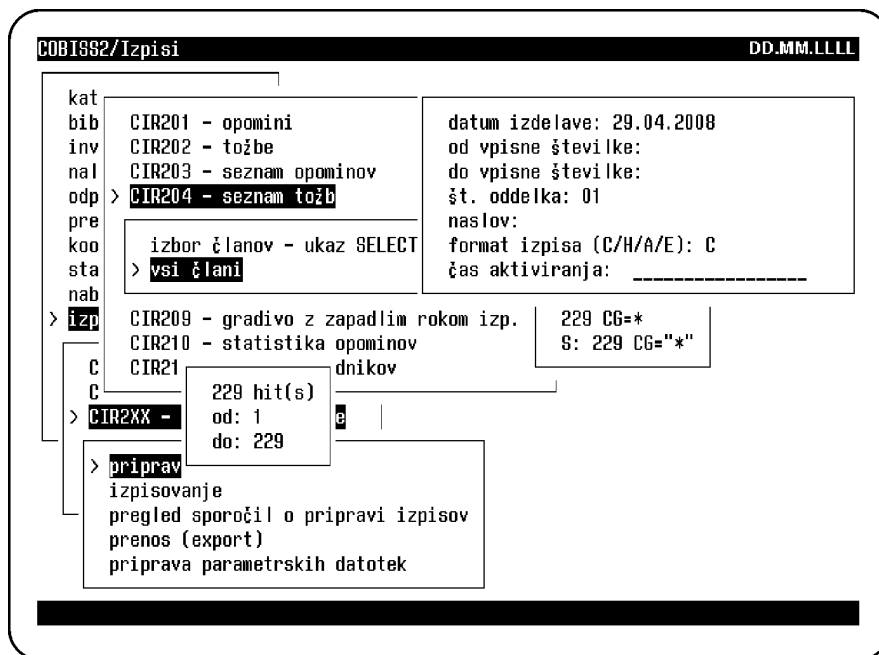 COBISS2/Izpisi DD.MM.LLLL
kat
bib
inv
nal
odp
pre
koo
sta
nab
> izp
CIR201 - opomini
CIR202 - tožbe
CIR203 - seznam opominov
> CIR204 - seznam tožb
izbor članov - ukaz SELECT
> vsi člani
CIR209 - gradivo z zapadlim rokom izp.
CIR210 - statistika opominov
CIR21 dnikov
datum izdelave: 29.04.2008
od vpisne številke:
do vpisne številke:
št. oddelka: 01
naslov:
format izpisa (C/H/A/E): C
čas aktiviranja: _________________
229 CG=*
S: 229 CG="*"
C
C
> CIR2XX - e
229 hit(s)
od: 1
do: 229
> priprav
izpisovanje
pregled sporočil o pripravi izpisov
prenos (export)
priprava parametrskih datotek